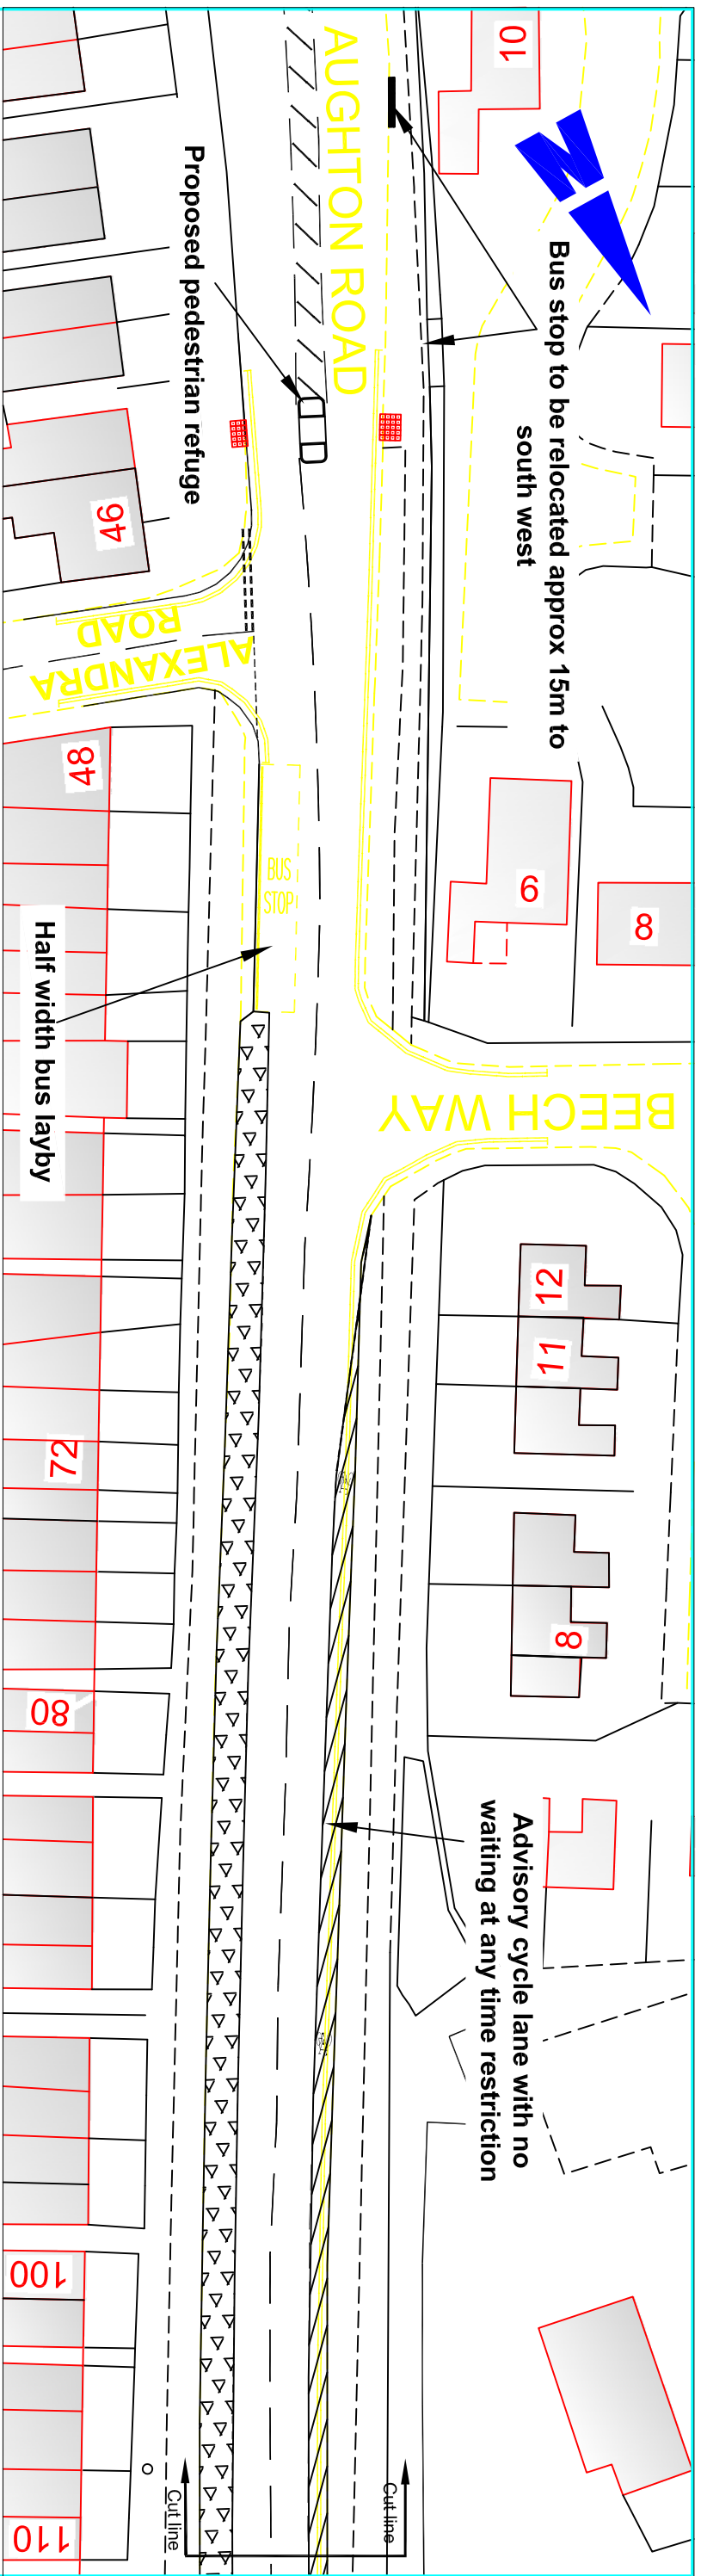 AUGHTON ROAD
10
N
Bus stop to be relocated approx 15m to
south west
Proposed pedestrian refuge
46
ALEXANDRA
ROAD
48
6
8
BUS
STOP
Half width bus layby
BEECH WAY
12
11
72
8
80
Advisory cycle lane with no
waiting at any time restriction
100
110
Cut line
Cut line